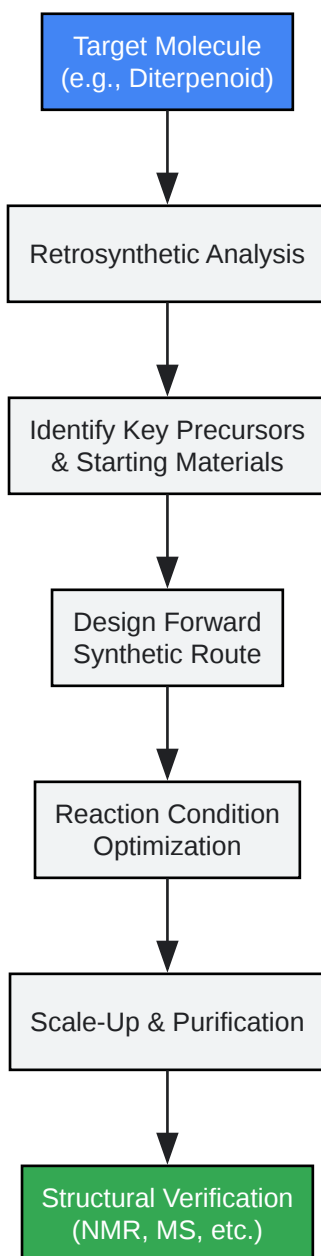 Target Molecule
(e.g., Diterpenoid)
Retrosynthetic Analysis
Identify Key Precursors
& Starting Materials
Design Forward
Synthetic Route
Reaction Condition
Optimization
Scale-Up & Purification
Structural Verification
(NMR, MS, etc.)